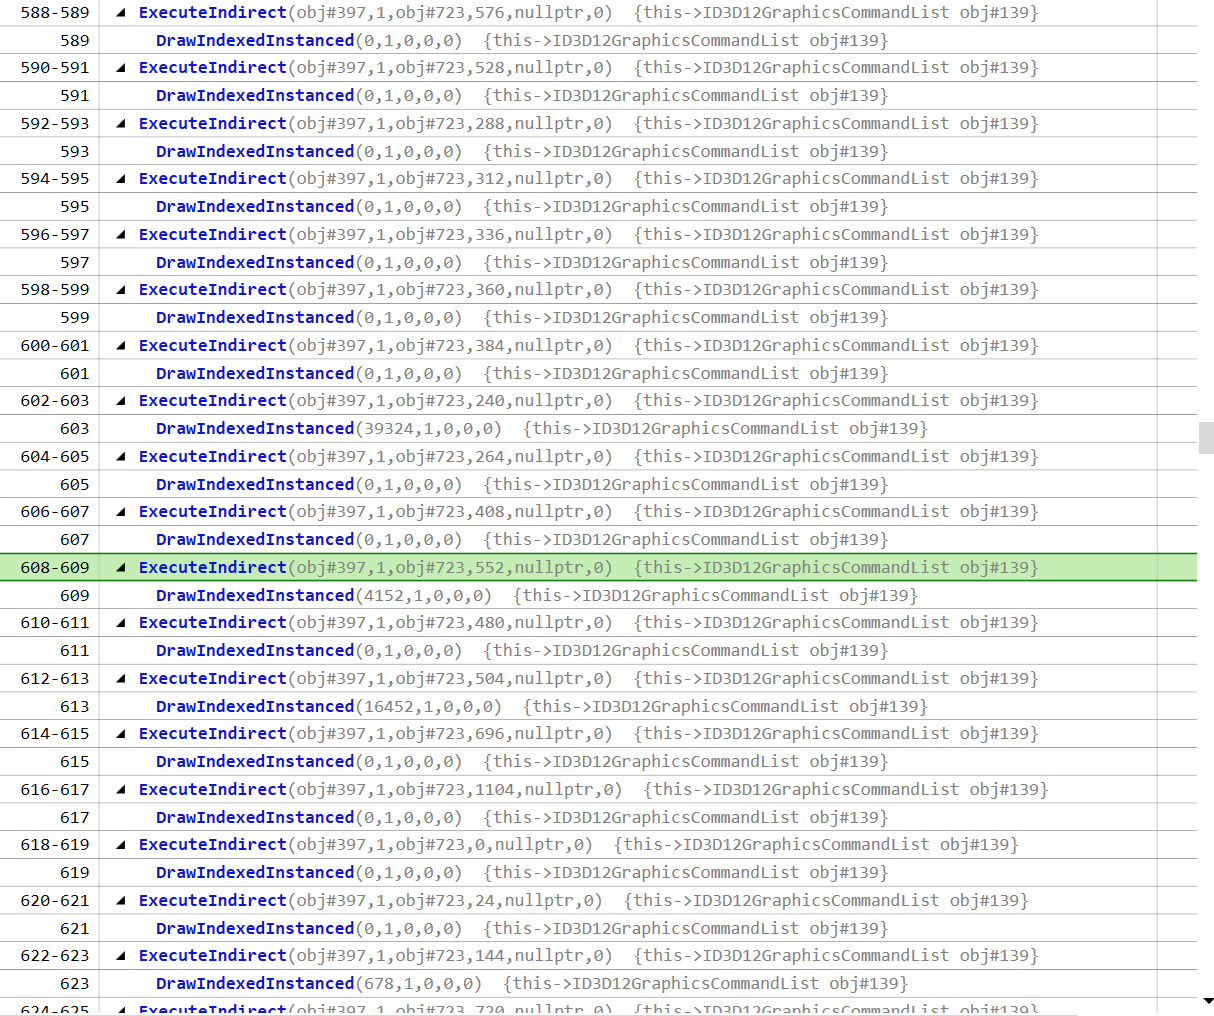 588-589 ExecuteIndirect(obj#397,1,obj#723,576,nullptr,0) {this->ID3D12GraphicsCommandList obj#139}
589 DrawIndexedInstanced(0,1,0,0,0) {this->ID3D12GraphicsCommandList obj#139}
590-591 ExecuteIndirect(obj#397,1,obj#723,528,nullptr,0) {this->ID3D12GraphicsCommandList obj#139}
591 DrawIndexedInstanced(0,1,0,0,0) {this->ID3D12GraphicsCommandList obj#139}
592-593 ExecuteIndirect(obj#397,1,obj#723,288,nullptr,0) {this->ID3D12GraphicsCommandList obj#139}
593 DrawIndexedInstanced(0,1,0,0,0) {this->ID3D12GraphicsCommandList obj#139}
594-595 ExecuteIndirect(obj#397,1,obj#723,312,nullptr,0) {this->ID3D12GraphicsCommandList obj#139}
595 DrawIndexedInstanced(0,1,0,0,0) {this->ID3D12GraphicsCommandList obj#139}
596-597 ExecuteIndirect(obj#397,1,obj#723,336,nullptr,0) {this->ID3D12GraphicsCommandList obj#139}
597 DrawIndexedInstanced(0,1,0,0,0) {this->ID3D12GraphicsCommandList obj#139}
598-599 ExecuteIndirect(obj#397,1,obj#723,360,nullptr,0) {this->ID3D12GraphicsCommandList obj#139}
599 DrawIndexedInstanced(0,1,0,0,0) {this->ID3D12GraphicsCommandList obj#139}
600-601 ExecuteIndirect(obj#397,1,obj#723,384,nullptr,0) {this->ID3D12GraphicsCommandList obj#139}
601 DrawIndexedInstanced(0,1,0,0,0) {this->ID3D12GraphicsCommandList obj#139}
602-603 ExecuteIndirect(obj#397,1,obj#723,240,nullptr,0) {this->ID3D12GraphicsCommandList obj#139}
603 DrawIndexedInstanced(39324,1,0,0,0) {this->ID3D12GraphicsCommandList obj#139}
604-605 ExecuteIndirect(obj#397,1,obj#723,264,nullptr,0) {this->ID3D12GraphicsCommandList obj#139}
605 DrawIndexedInstanced(0,1,0,0,0) {this->ID3D12GraphicsCommandList obj#139}
606-607 ExecuteIndirect(obj#397,1,obj#723,408,nullptr,0) {this->ID3D12GraphicsCommandList obj#139}
607 DrawIndexedInstanced(0,1,0,0,0) {this->ID3D12GraphicsCommandList obj#139}
608-609 ExecuteIndirect(obj#397,1,obj#723,552,nullptr,0) {this->ID3D12GraphicsCommandList obj#139}
609 DrawIndexedInstanced(4152,1,0,0,0) {this->ID3D12GraphicsCommandList obj#139}
610-611 ExecuteIndirect(obj#397,1,obj#723,480,nullptr,0) {this->ID3D12GraphicsCommandList obj#139}
611 DrawIndexedInstanced(0,1,0,0,0) {this->ID3D12GraphicsCommandList obj#139}
612-613 ExecuteIndirect(obj#397,1,obj#723,504,nullptr,0) {this->ID3D12GraphicsCommandList obj#139}
613 DrawIndexedInstanced(16452,1,0,0,0) {this->ID3D12GraphicsCommandList obj#139}
614-615 ExecuteIndirect(obj#397,1,obj#723,696,nullptr,0) {this->ID3D12GraphicsCommandList obj#139}
615 DrawIndexedInstanced(0,1,0,0,0) {this->ID3D12GraphicsCommandList obj#139}
616-617 ExecuteIndirect(obj#397,1,obj#723,1104,nullptr,0) {this->ID3D12GraphicsCommandList obj#139}
617 DrawIndexedInstanced(0,1,0,0,0) {this->ID3D12GraphicsCommandList obj#139}
618-619 ExecuteIndirect(obj#397,1,obj#723,0,nullptr,0) {this->ID3D12GraphicsCommandList obj#139}
619 DrawIndexedInstanced(0,1,0,0,0) {this->ID3D12GraphicsCommandList obj#139}
620-621 ExecuteIndirect(obj#397,1,obj#723,24,nullptr,0) {this->ID3D12GraphicsCommandList obj#139}
621 DrawIndexedInstanced(0,1,0,0,0) {this->ID3D12GraphicsCommandList obj#139}
622-623 ExecuteIndirect(obj#397,1,obj#723,144,nullptr,0) {this->ID3D12GraphicsCommandList obj#139}
623 DrawIndexedInstanced(678,1,0,0,0) {this->ID3D12GraphicsCommandList obj#139}
624-625 ExecuteIndirect(obj#397,1,obj#723,720,nullptr,0) {this->ID3D12GraphicsCommandList obj#139}